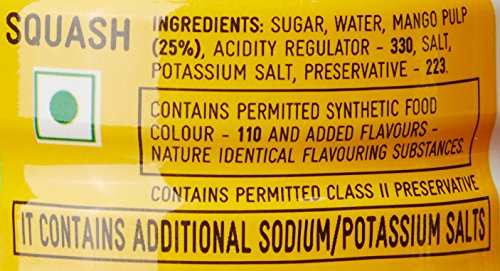 SQUASH
INGREDIENTS: SUGAR, WATER, MANGO PULP
(25%), ACIDITY REGULATOR - 330, SALT,
POTASSIUM SALT, PRESERVATIVE - 223.
CONTAINS PERMITTED SYNTHETIC FOOD
COLOUR - 110 AND ADDED FLAVOURS -
NATURE IDENTICAL FLAVOURING SUBSTANCES.
CONTAINS PERMITTED CLASS II PRESERVATIVE
IT CONTAINS ADDITIONAL SODIUM/POTASSIUM SALTS